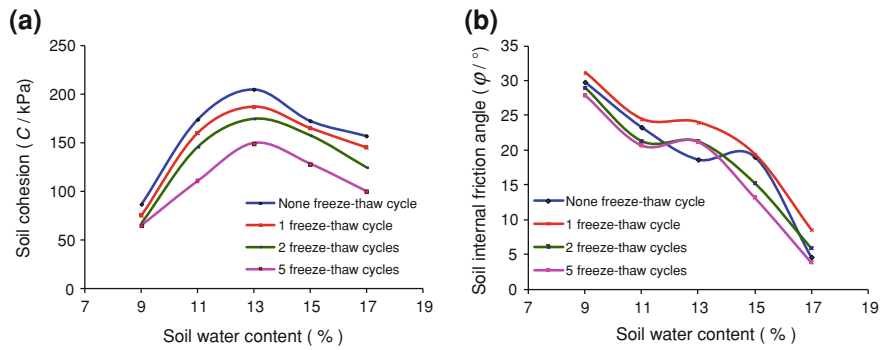 (a)
Soil cohesion ( C / kPa)
250
200
150
100
50
0
7
9
11
13
15
17
19
Soil water content ( % )
None freeze-thaw cycle
1 freeze-thaw cycle
2 freeze-thaw cycles
5 freeze-thaw cycles
(b)
Soil internal friction angle ( φ / ° )
35
30
25
20
15
10
5
0
7
9
11
13
15
17
19
Soil water content ( % )
None freeze-thaw cycle
1 freeze-thaw cycle
2 freeze-thaw cycles
5 freeze-thaw cycles